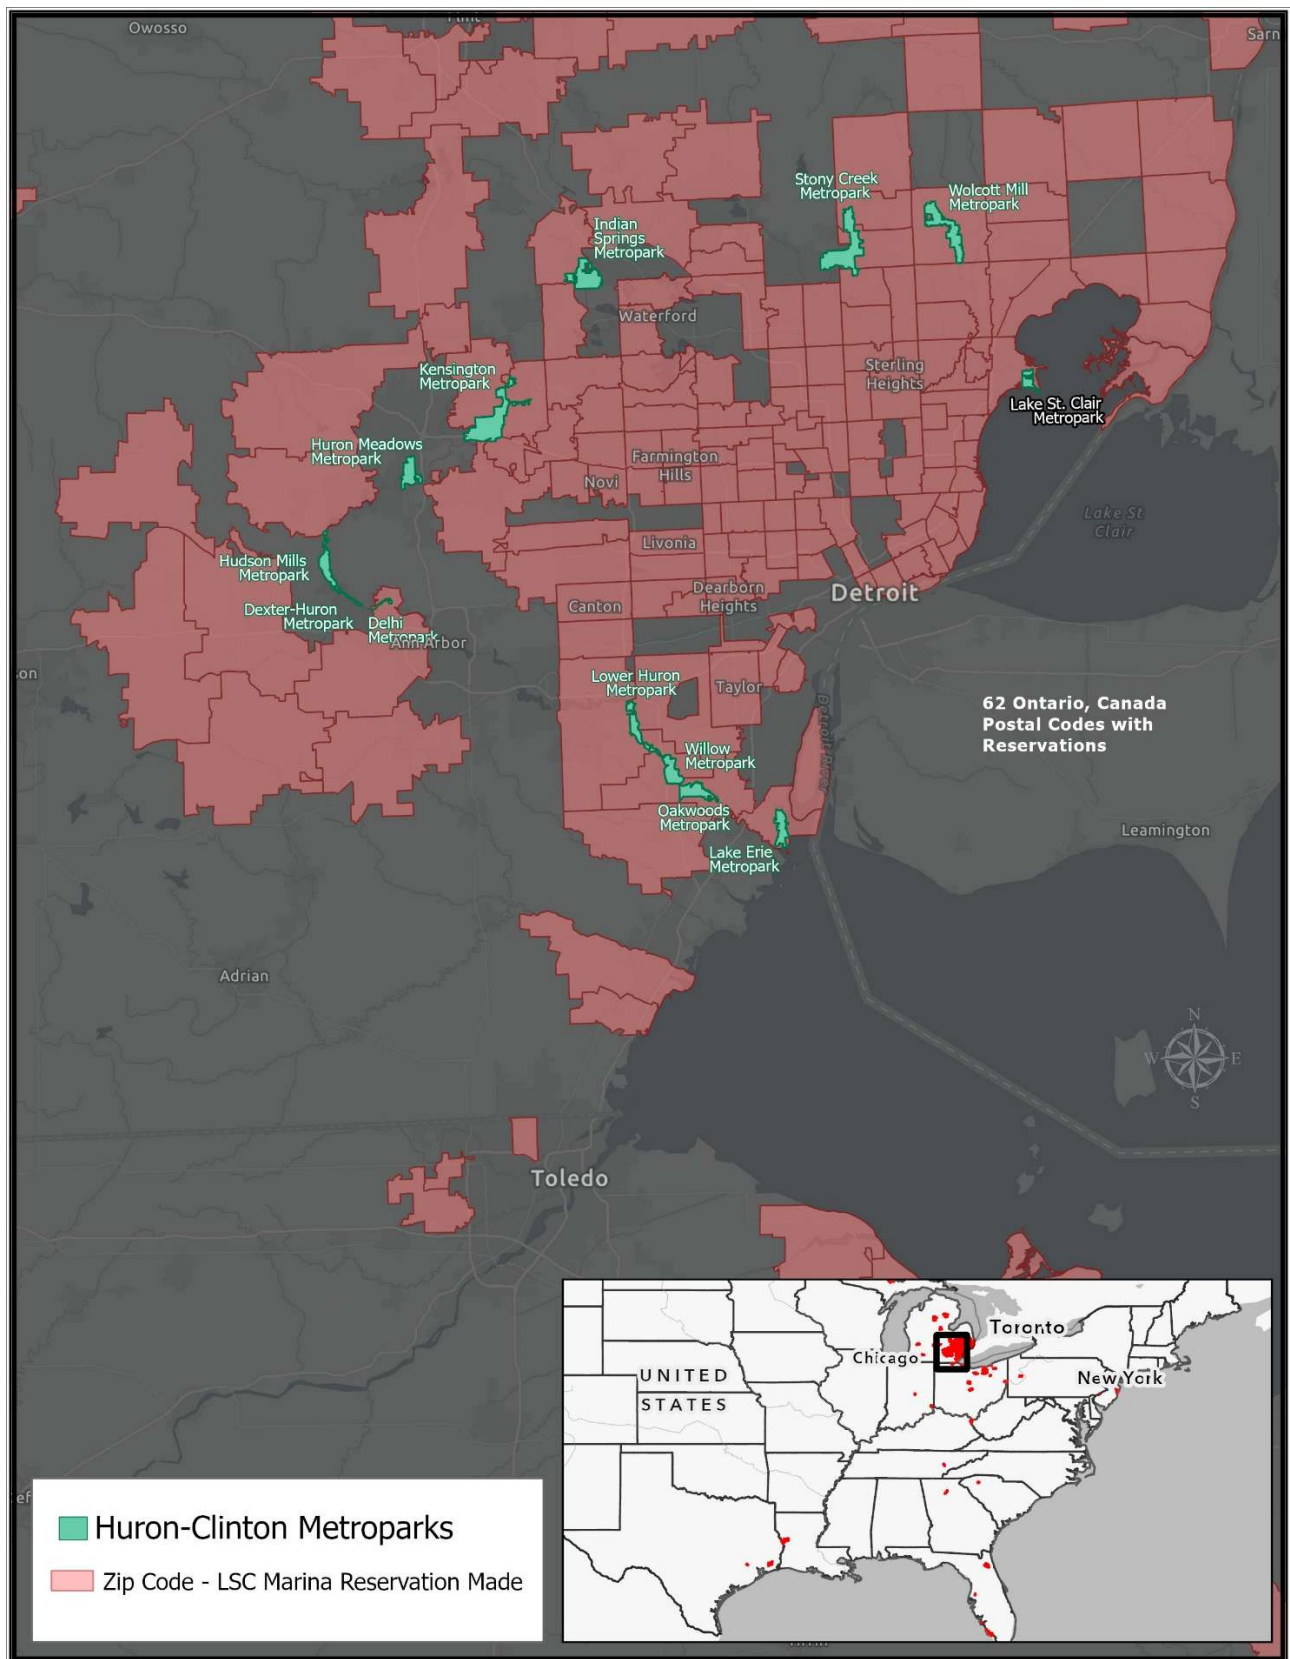 Owosso
Flint
Stony Creek
Metropark
Wolcott Mill
Metropark
Indian
Springs
Metropark
Waterford
Kensington
Metropark
Sterling
Heights
Lake St. Clair
Metropark
Huron Meadows
Metropark
Farmington
Hills
Novi
Lake St
Clair
Livonia
Hudson Mills
Metropark
Dearborn
Heights
Detroit
Canton
Dexter-Huron
Metropark
Delhi
Metropark
Ann Arbor
Lower Huron
Metropark
Taylor
62 Ontario, Canada
Postal Codes with
Reservations
Detroit River
Willow
Metropark
Oakwoods
Metropark
Leamington
Lake Erie
Metropark
Adrian
N
W
E
S
Toledo
Toronto
Chicago
New York
UNITED
STATES
Huron-Clinton Metroparks
Zip Code - LSC Marina Reservation Made